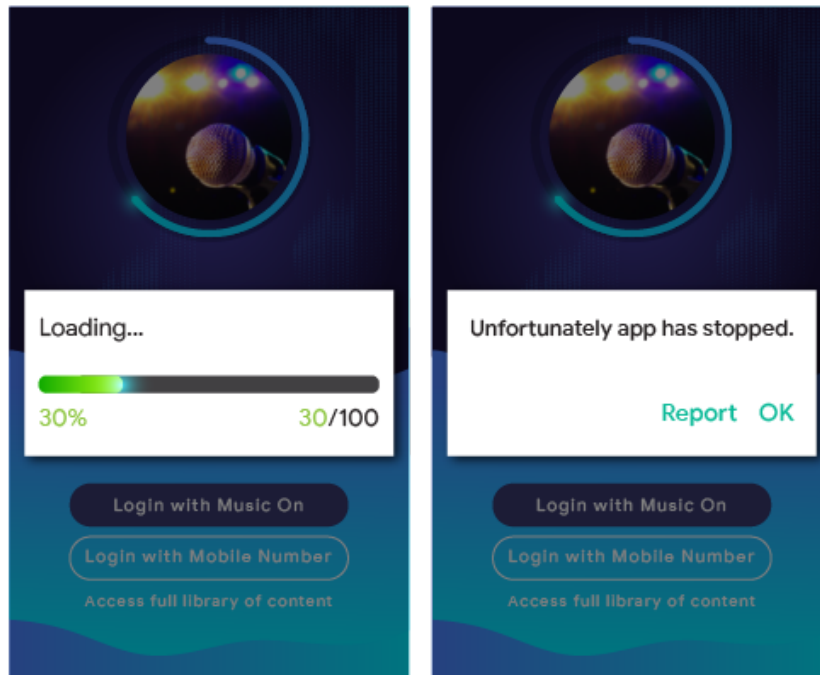 Loading...
30% 30/100
Login with Music On
Login with Mobile Number
Access full library of content
Unfortunately app has stopped.
Report OK
Login with Music On
Login with Mobile Number
Access full library of content